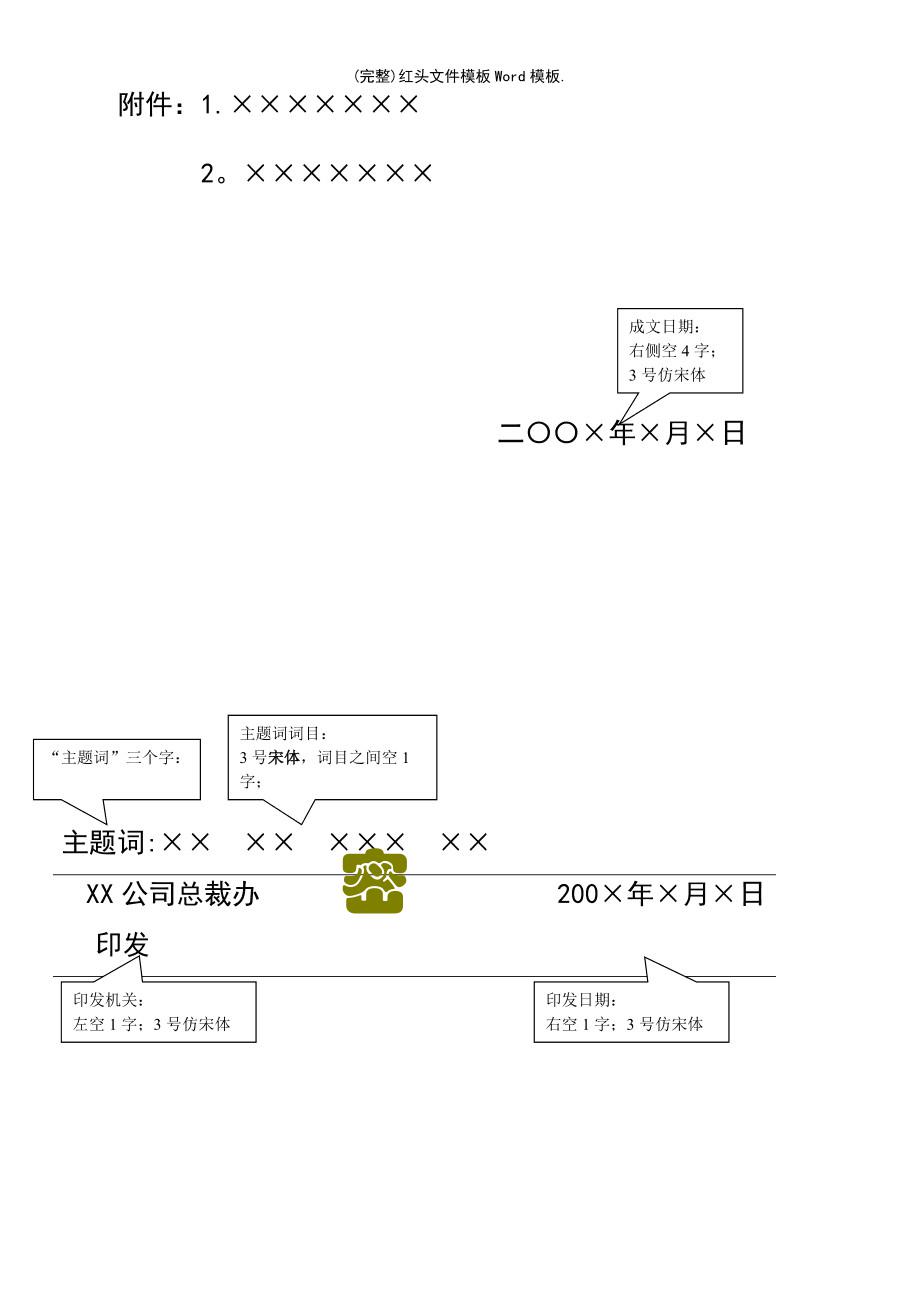 (完整)红头文件模板Word模板.
附件：1.×××××××
2。×××××××
成文日期：
右侧空4字；
3号仿宋体
二〇〇×年×月×日
主题词词目：
3号宋体，词目之间空1
字；
“主题词”三个字：
主题词:××　××　×××　××
XX公司总裁办　200×年×月×日
印发
印发机关：
左空1字；3号仿宋体
印发日期：
右空1字；3号仿宋体